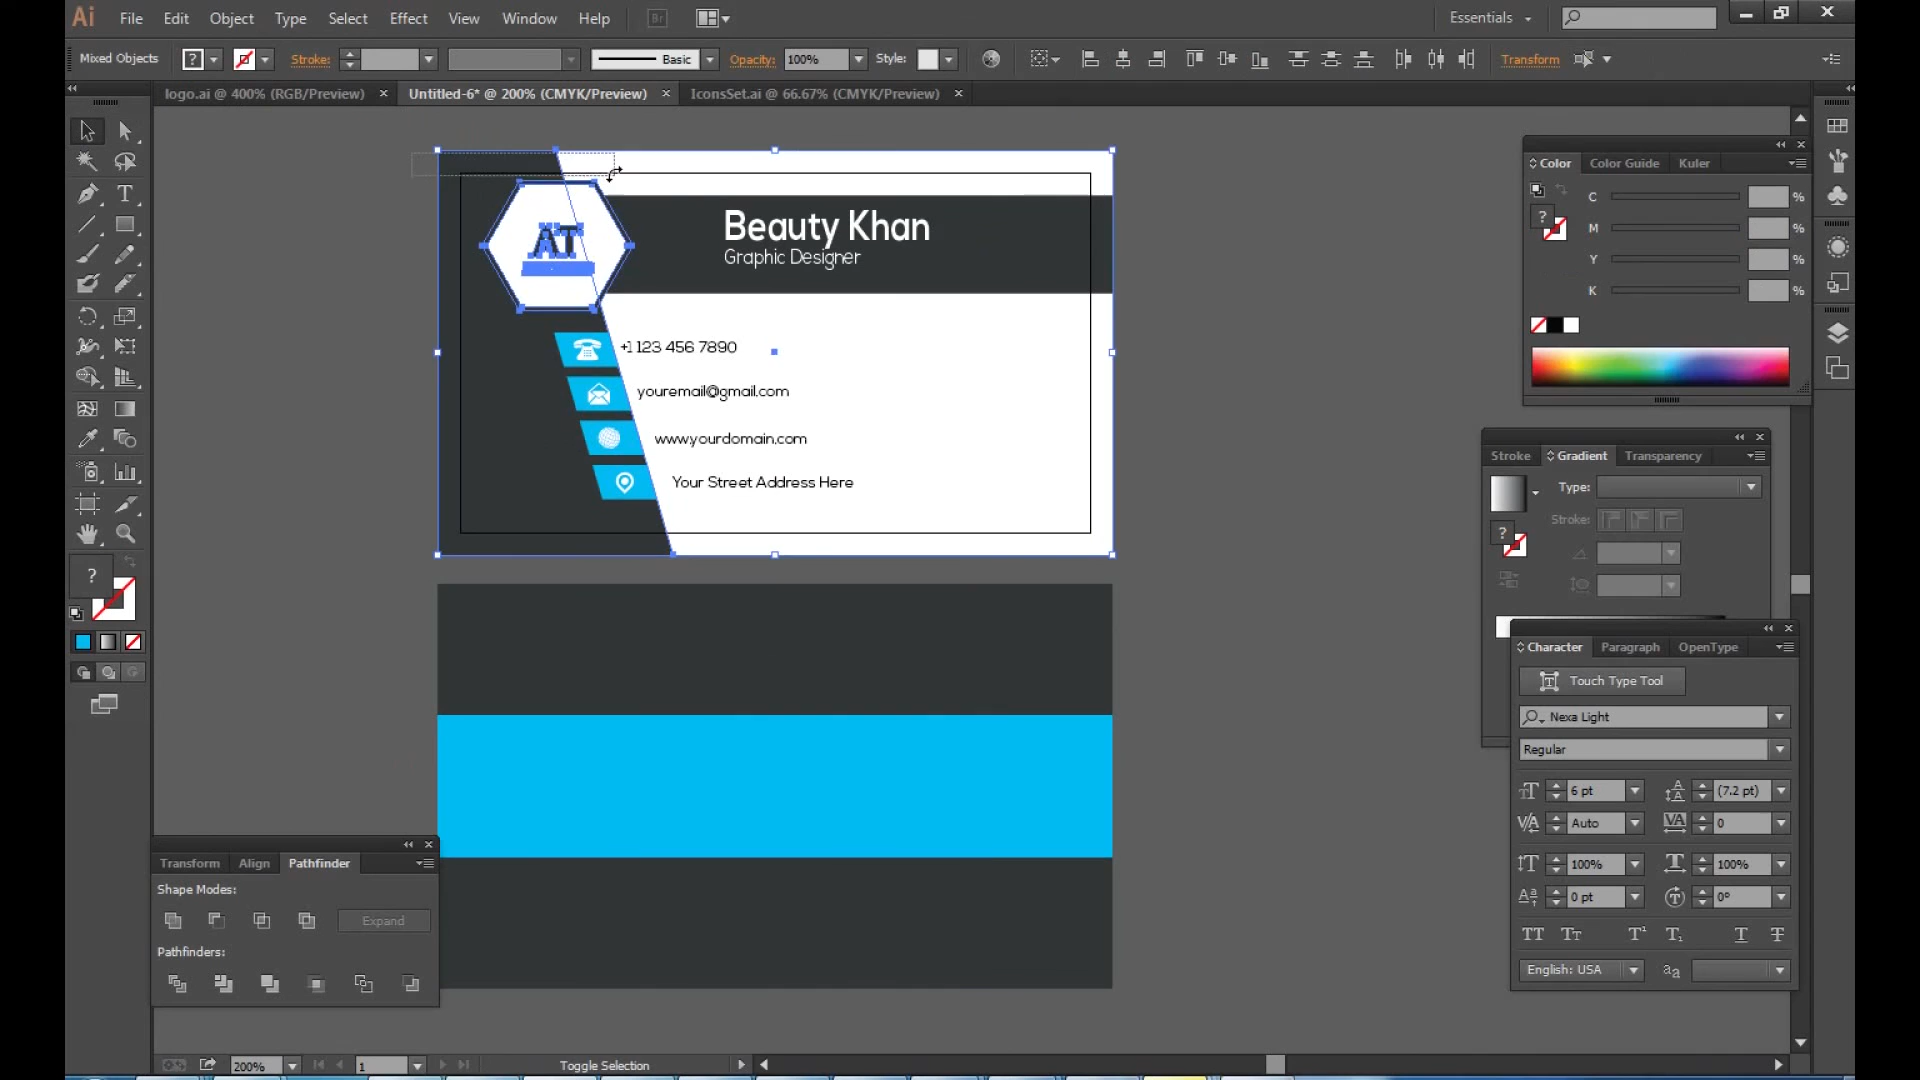 Ai File Edit Object Type Select Effect View Window Help Br Essentials
Mixed Objects ? Stroke: Basic Opacity: 100% Style: Transform
logo.ai @ 400% (RGB/Preview) × Untitled-6* @ 200% (CMYK/Preview) × IconsSet.ai @ 66.67% (CMYK/Preview) ×
Color Color Guide Kuler
C %
M %
Y %
K %
?
AT
Beauty Khan
Graphic Designer
+1 123 456 7890
youremail@gmail.com
www.yourdomain.com
Your Street Address Here
Stroke Gradient Transparency
Type:
Stroke:
?
?
Character Paragraph OpenType
Touch Type Tool
Nexa Light
Regular
6 pt (7.2 pt)
Auto 0
100% 100%
0 pt 0°
English: USA
Transform Align Pathfinder
Shape Modes:
Expand
Pathfinders:
200% 1 Toggle Selection